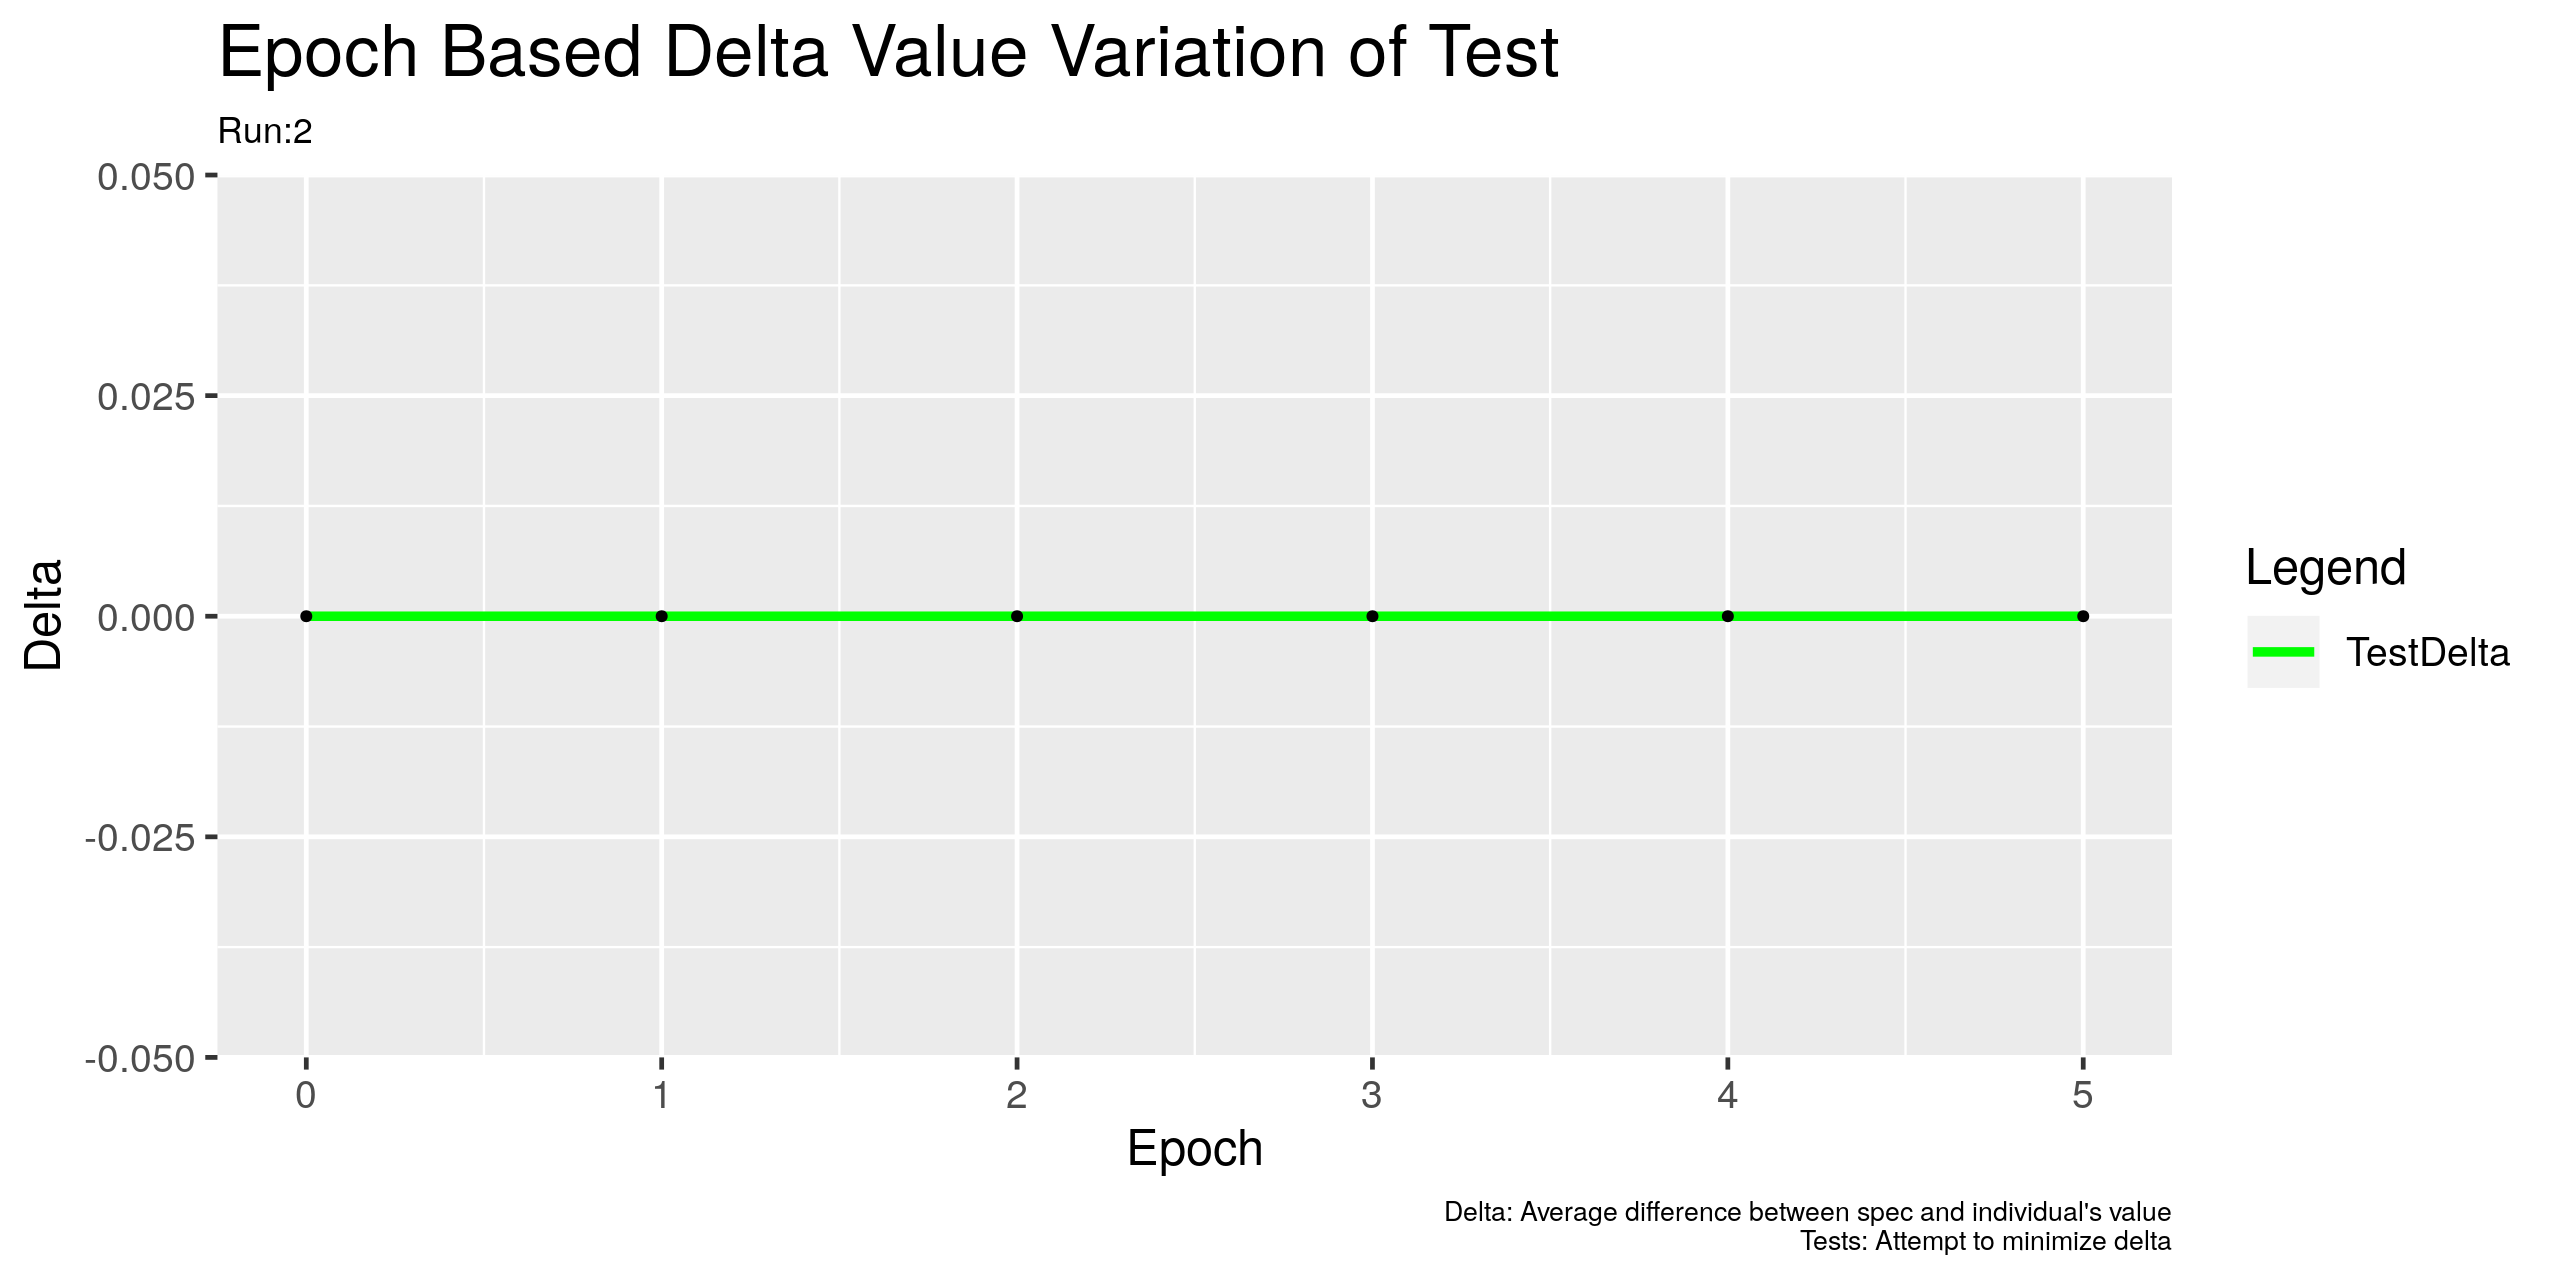 Epoch Based Delta Value Variation of Test
Run:2
0.050
0.025
0.000
-0.025
-0.050
Delta
0 1 2 3 4 5
Epoch
Legend
TestDelta
Delta: Average difference between spec and individual's value
Tests: Attempt to minimize delta